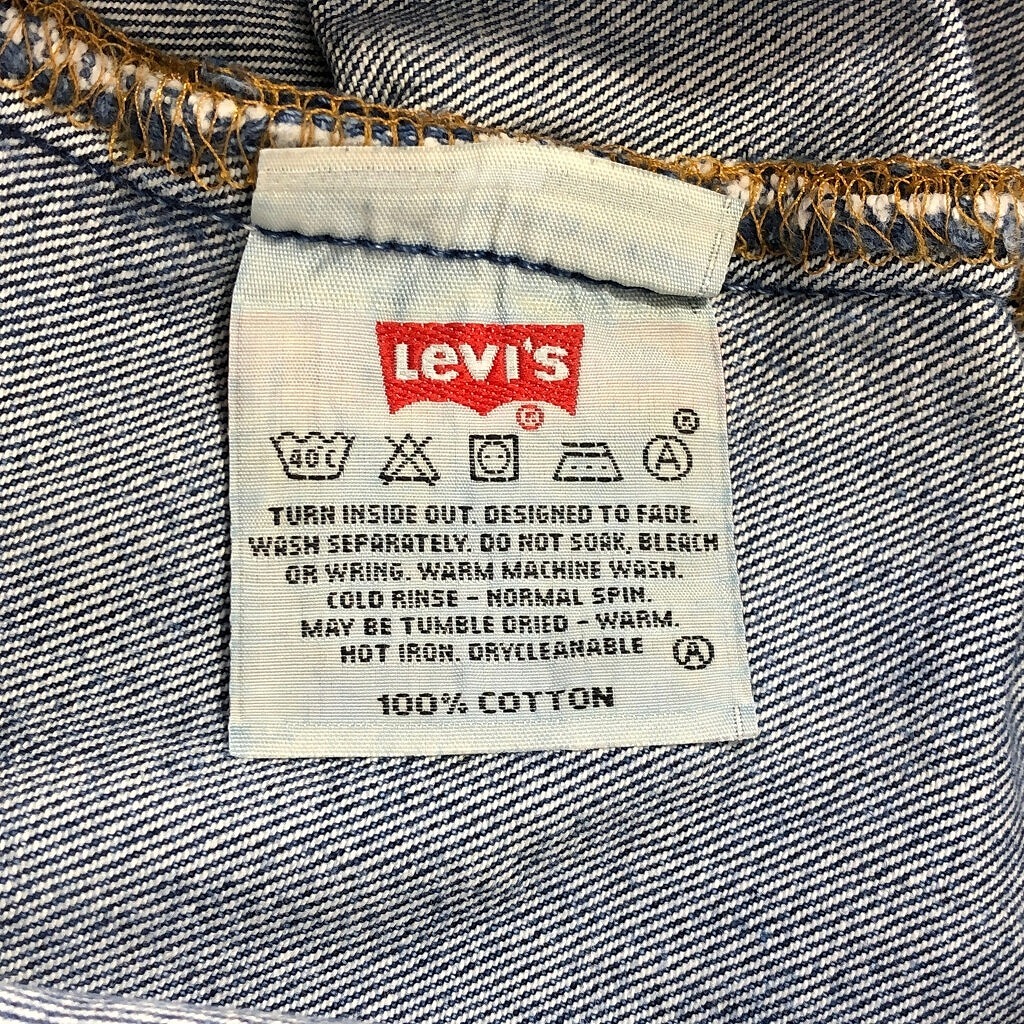 LEVI'S ®
40C A ®
TURN INSIDE OUT. DESIGNED TO FADE.
WASH SEPARATELY. DO NOT SOAK, BLEACH
OR WRING. WARM MACHINE WASH.
COLD RINSE - NORMAL SPIN.
MAY BE TUMBLE DRIED - WARM.
HOT IRON. DRYCLEANABLE A
100% COTTON